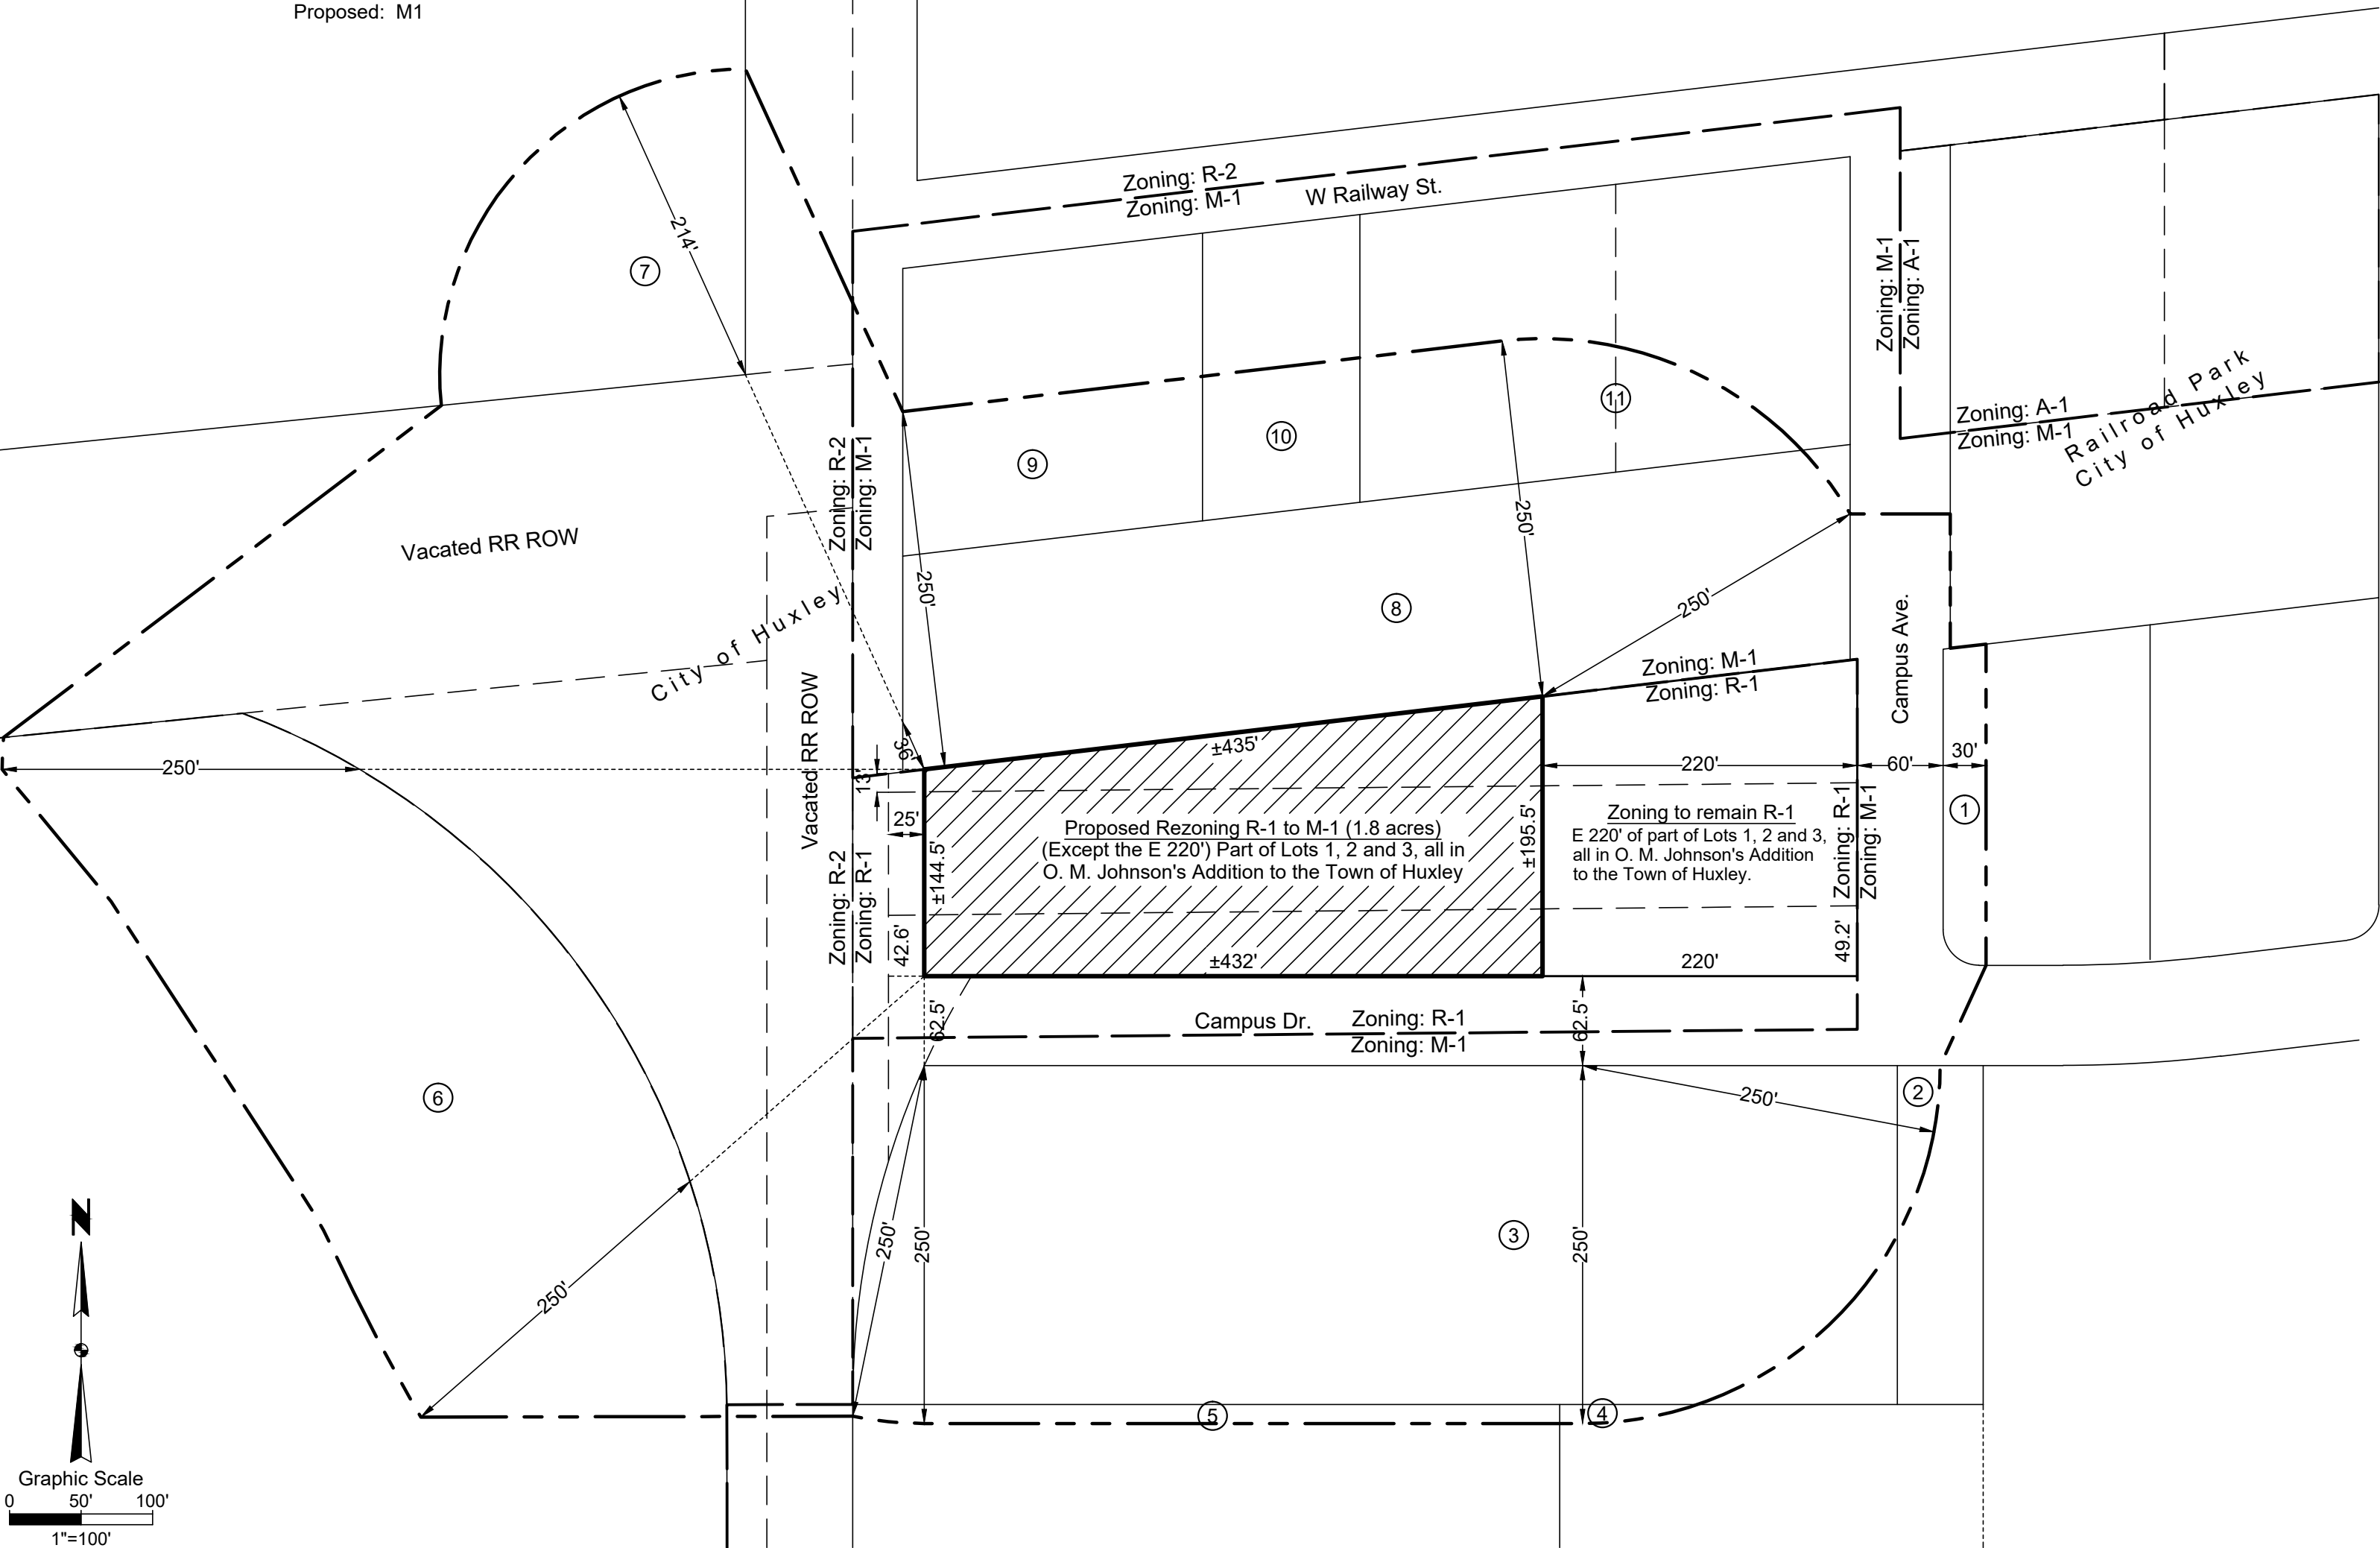 Proposed: M1
Zoning: R-2
Zoning: M-1
W Railway St.
214'
7
Zoning: M-1
Zoning: A-1
Railroad Park
City of Huxley
Zoning: A-1
Zoning: M-1
11
10
9
Zoning: R-2
Zoning: M-1
Vacated RR ROW
250'
250'
250'
8
City of Huxley
Campus Ave.
Zoning: M-1
Zoning: R-1
Vacated RR ROW
36'
±435'
250'
13'
220'
60'
30'
25'
±144.5'
Proposed Rezoning R-1 to M-1 (1.8 acres)
(Except the E 220') Part of Lots 1, 2 and 3, all in
O. M. Johnson's Addition to the Town of Huxley
±195.5'
Zoning to remain R-1
E 220' of part of Lots 1, 2 and 3,
all in O. M. Johnson's Addition
to the Town of Huxley.
Zoning: R-1
Zoning: M-1
1
Zoning: R-2
Zoning: R-1
42.6'
±432'
220'
49.2'
62.5'
Campus Dr.
Zoning: R-1
Zoning: M-1
62.5'
6
250'
2
250'
250'
250'
3
250'
250'
5
4
N
Graphic Scale
0 50' 100'
1"=100'